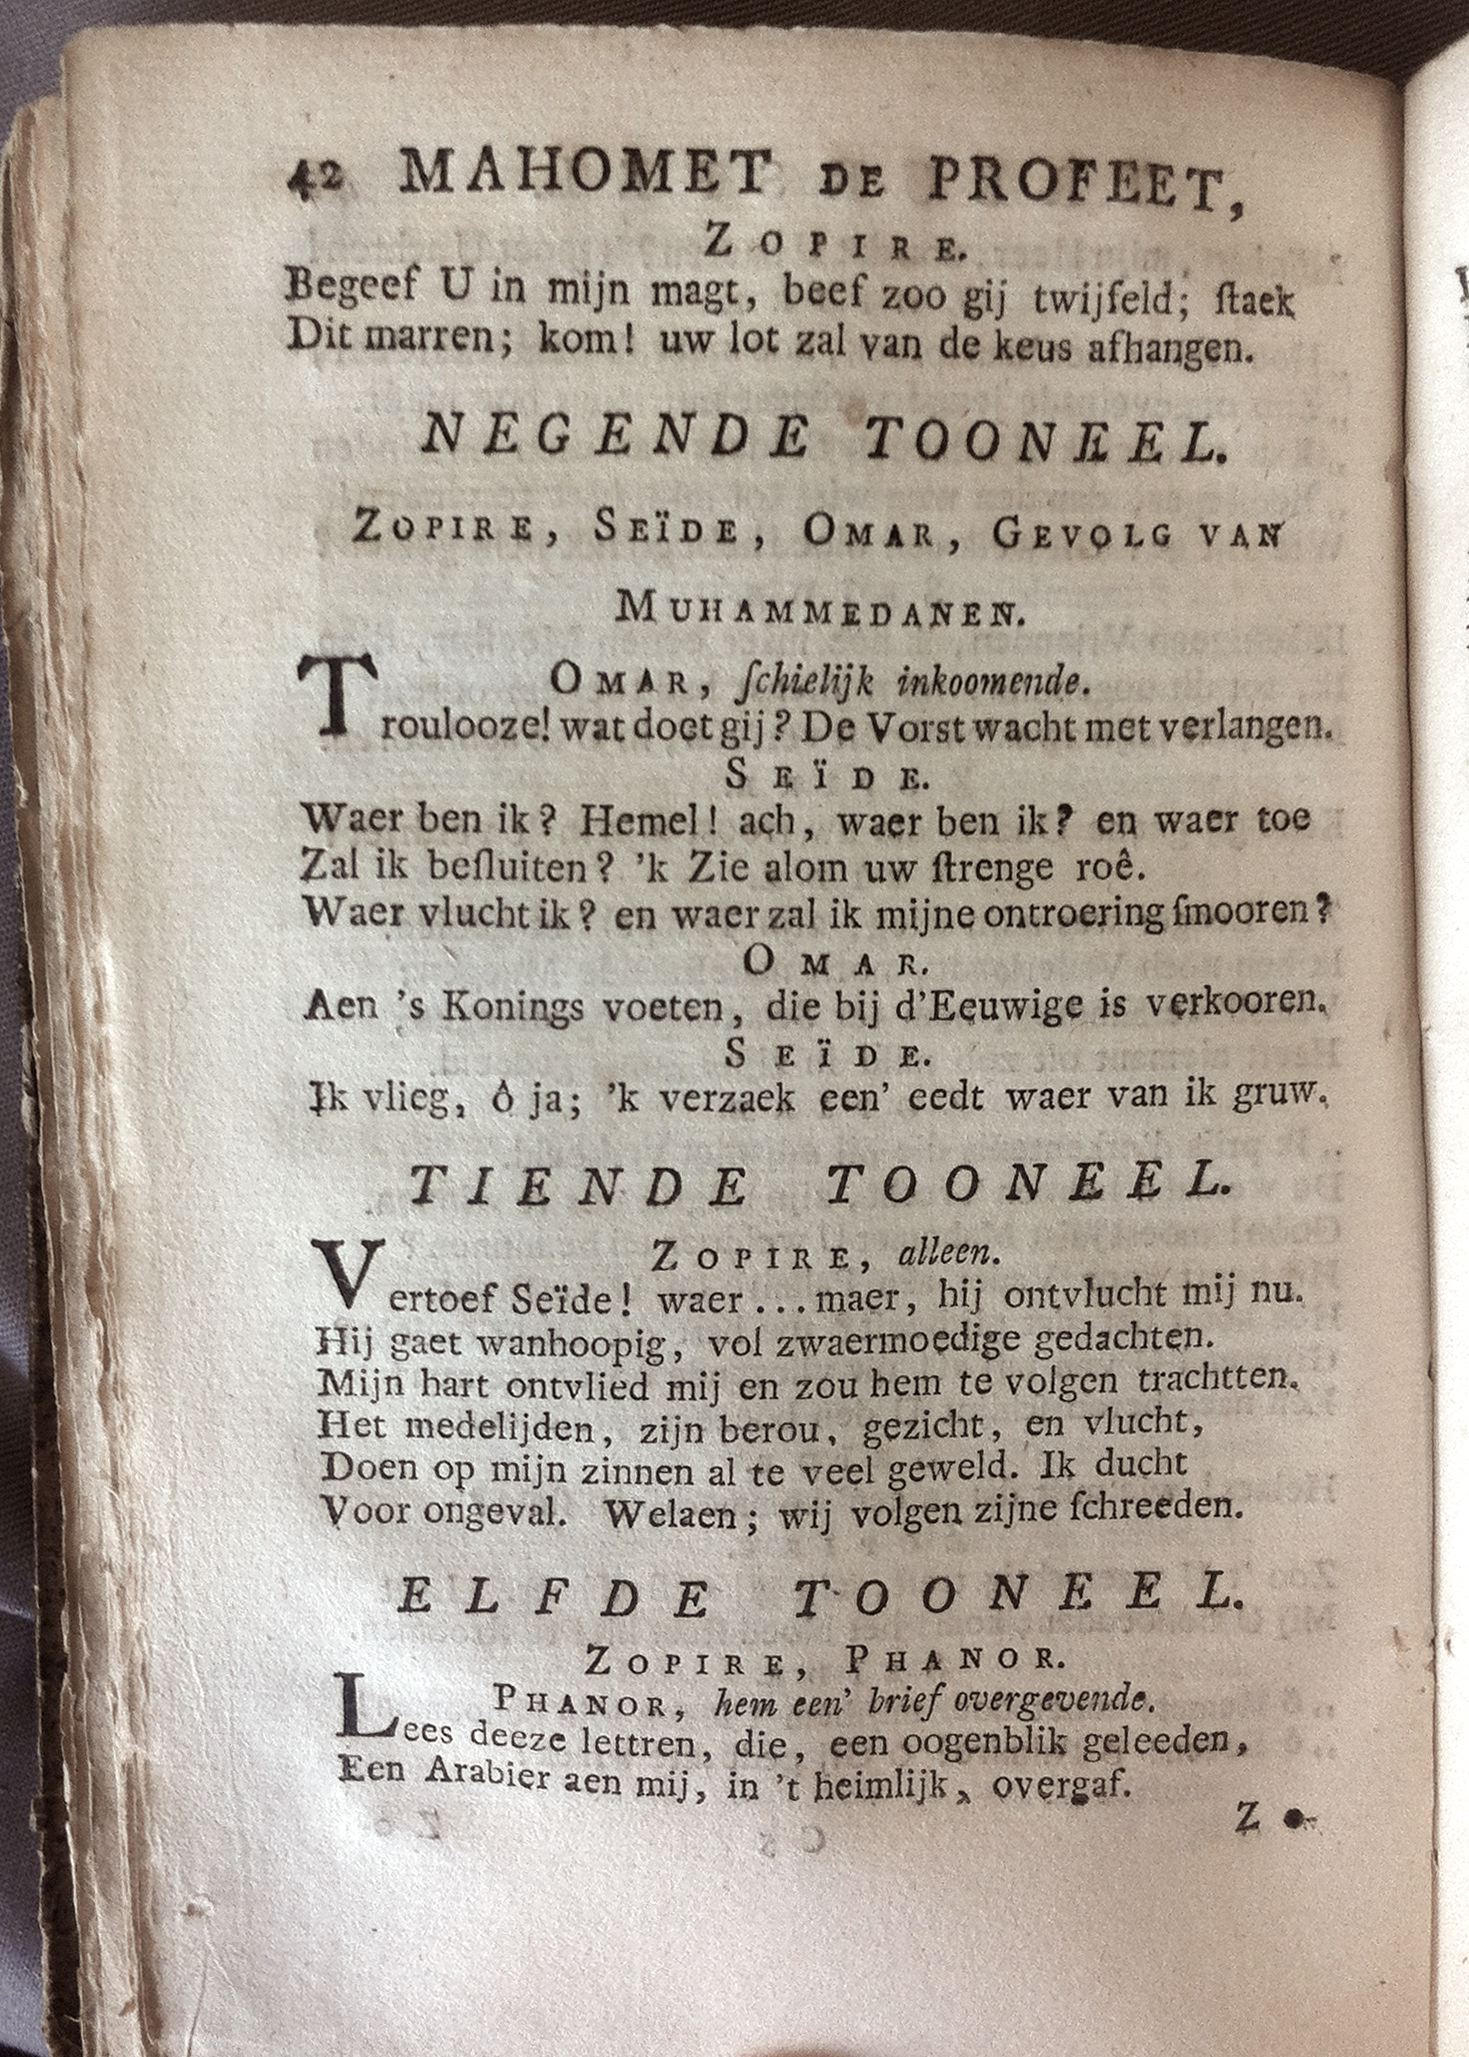 42 MAHOMET DE PROFEET,
ZOPIRE.
Begeef U in mijn magt, beef zoo gij twijfeld; ſtaek
Dit marren; kom! uw lot zal van de keus afhangen.
NEGENDE TOONEEL.
ZOPIRE, SEÏDE, OMAR, GEVOLG VAN
MUHAMMEDANEN.
OMAR, ſchielijk inkoomende.
Troulooze! wat doet gij? De Vorst wacht met verlangen.
SEÏDE.
Waer ben ik? Hemel! ach, waer ben ik? en waer toe
Zal ik beſluiten? 'k Zie alom uw ſtrenge roê.
Waer vlucht ik? en waer zal ik mijne ontroering ſmooren?
OMAR.
Aen 's Konings voeten, die bij d'Eeuwige is verkooren.
SEÏDE.
Ik vlieg, ô ja; 'k verzaek een' eedt waer van ik gruw.
TIENDE TOONEEL.
ZOPIRE, alleen.
Vertoef Seïde! waer ... maer, hij ontvlucht mij nu.
Hij gaet wanhoopig, vol zwaermoedige gedachten.
Mijn hart ontvlied mij en zou hem te volgen trachtten.
Het medelijden, zijn berou, gezicht, en vlucht,
Doen op mijn zinnen al te veel geweld. Ik ducht
Voor ongeval. Welaen; wij volgen zijne ſchreeden.
ELFDE TOONEEL.
ZOPIRE, PHANOR.
PHANOR, hem een' brief overgevende.
Lees deeze lettren, die, een oogenblik geleeden,
Een Arabier aen mij, in 't heimlijk, overgaf.